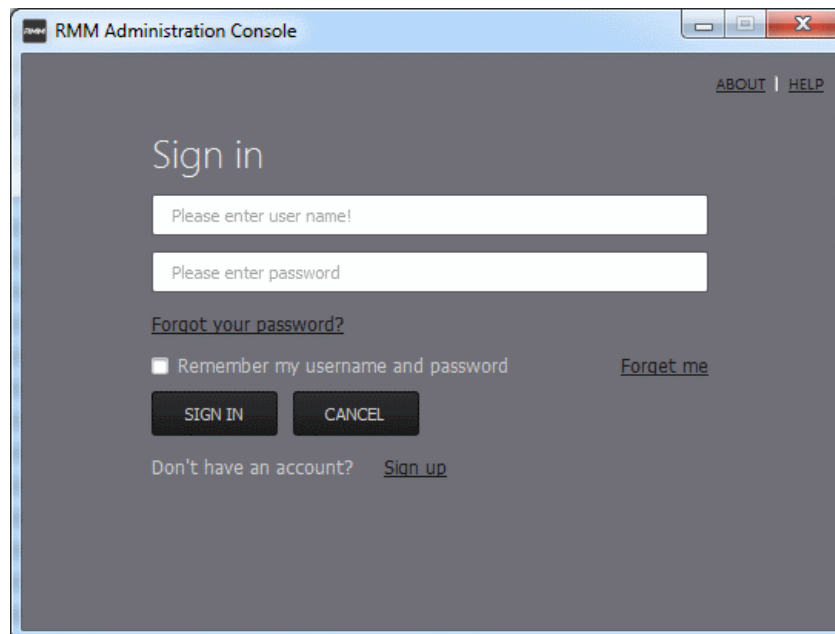 RMM RMM Administration Console
ABOUT | HELP
Sign in
Please enter user name!
Please enter password
Forgot your password?
Remember my username and password Forget me
SIGN IN CANCEL
Don't have an account? Sign up